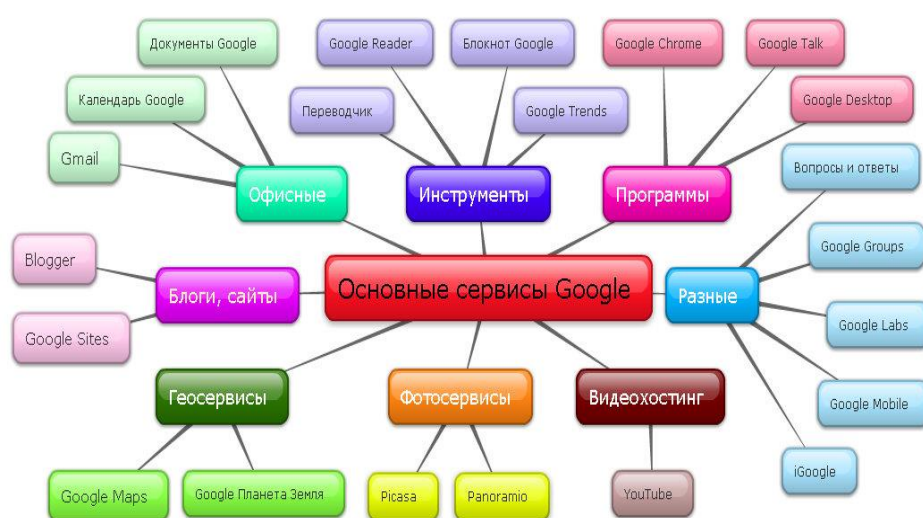 Документы Google
Google Reader
Блокнот Google
Google Chrome
Google Talk
Календарь Google
Переводчик
Google Trends
Google Desktop
Gmail
Офисные
Инструменты
Программы
Вопросы и ответы
Blogger
Google Groups
Блоги, сайты
Основные сервисы Google
Разные
Google Sites
Google Labs
Геосервисы
Фотосервисы
Видеохостинг
Google Mobile
Google Maps
Google Планета Земля
Picasa
Panoramio
YouTube
iGoogle